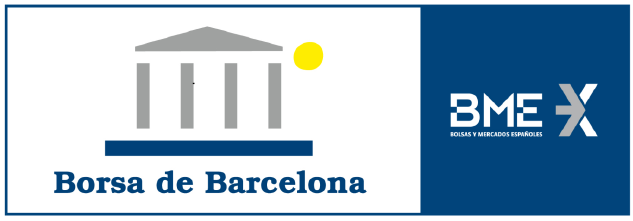 Borsa de Barcelona
BME X
BOLSAS Y MERCADOS ESPAÑOLES